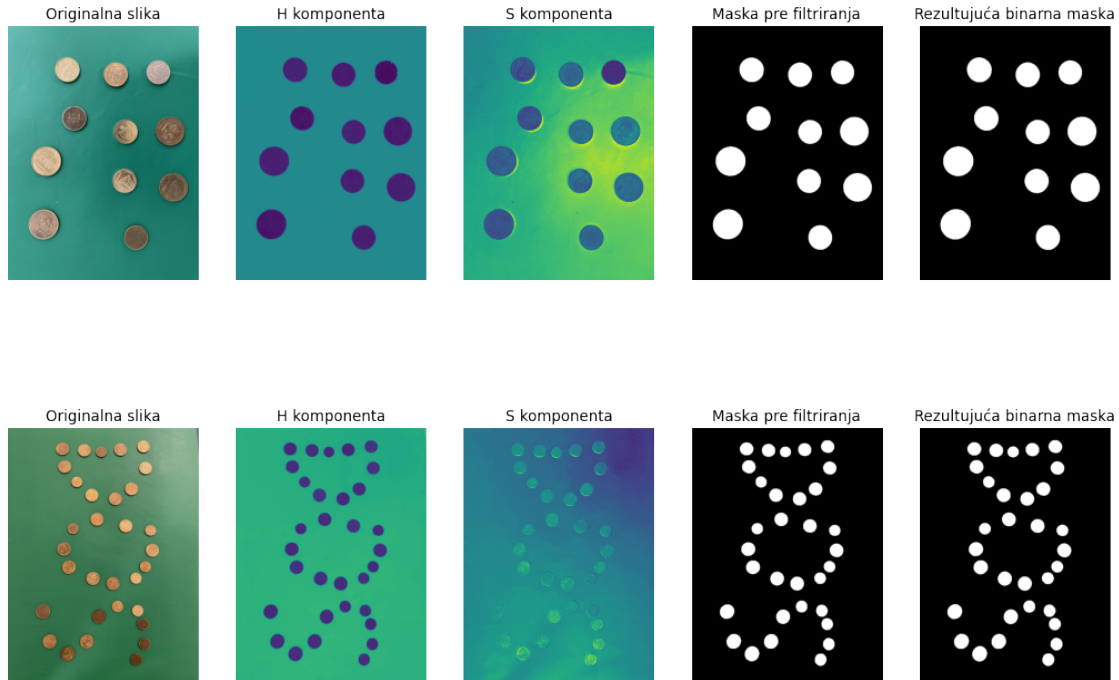 Originalna slika
H komponenta
S komponenta
Maska pre filtriranja
Rezultujuća binarna maska
Originalna slika
H komponenta
S komponenta
Maska pre filtriranja
Rezultujuća binarna maska